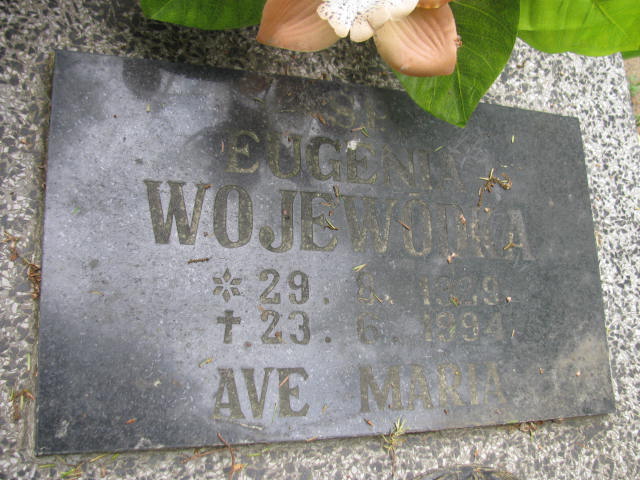 EUGENIA
WOJEWÓDKA
* 29. 8. 1929.
†. 23. 6. 1994.
AVE MARIA